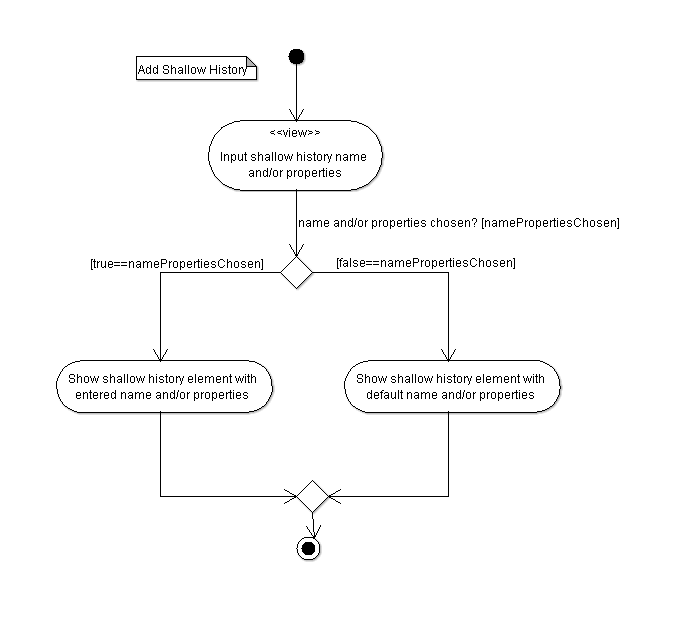 Add Shallow History
<<view>>
Input shallow history name
and/or properties
name and/or properties chosen? [namePropertiesChosen]
[true==namePropertiesChosen]
[false==namePropertiesChosen]
Show shallow history element with
entered name and/or properties
Show shallow history element with
default name and/or properties